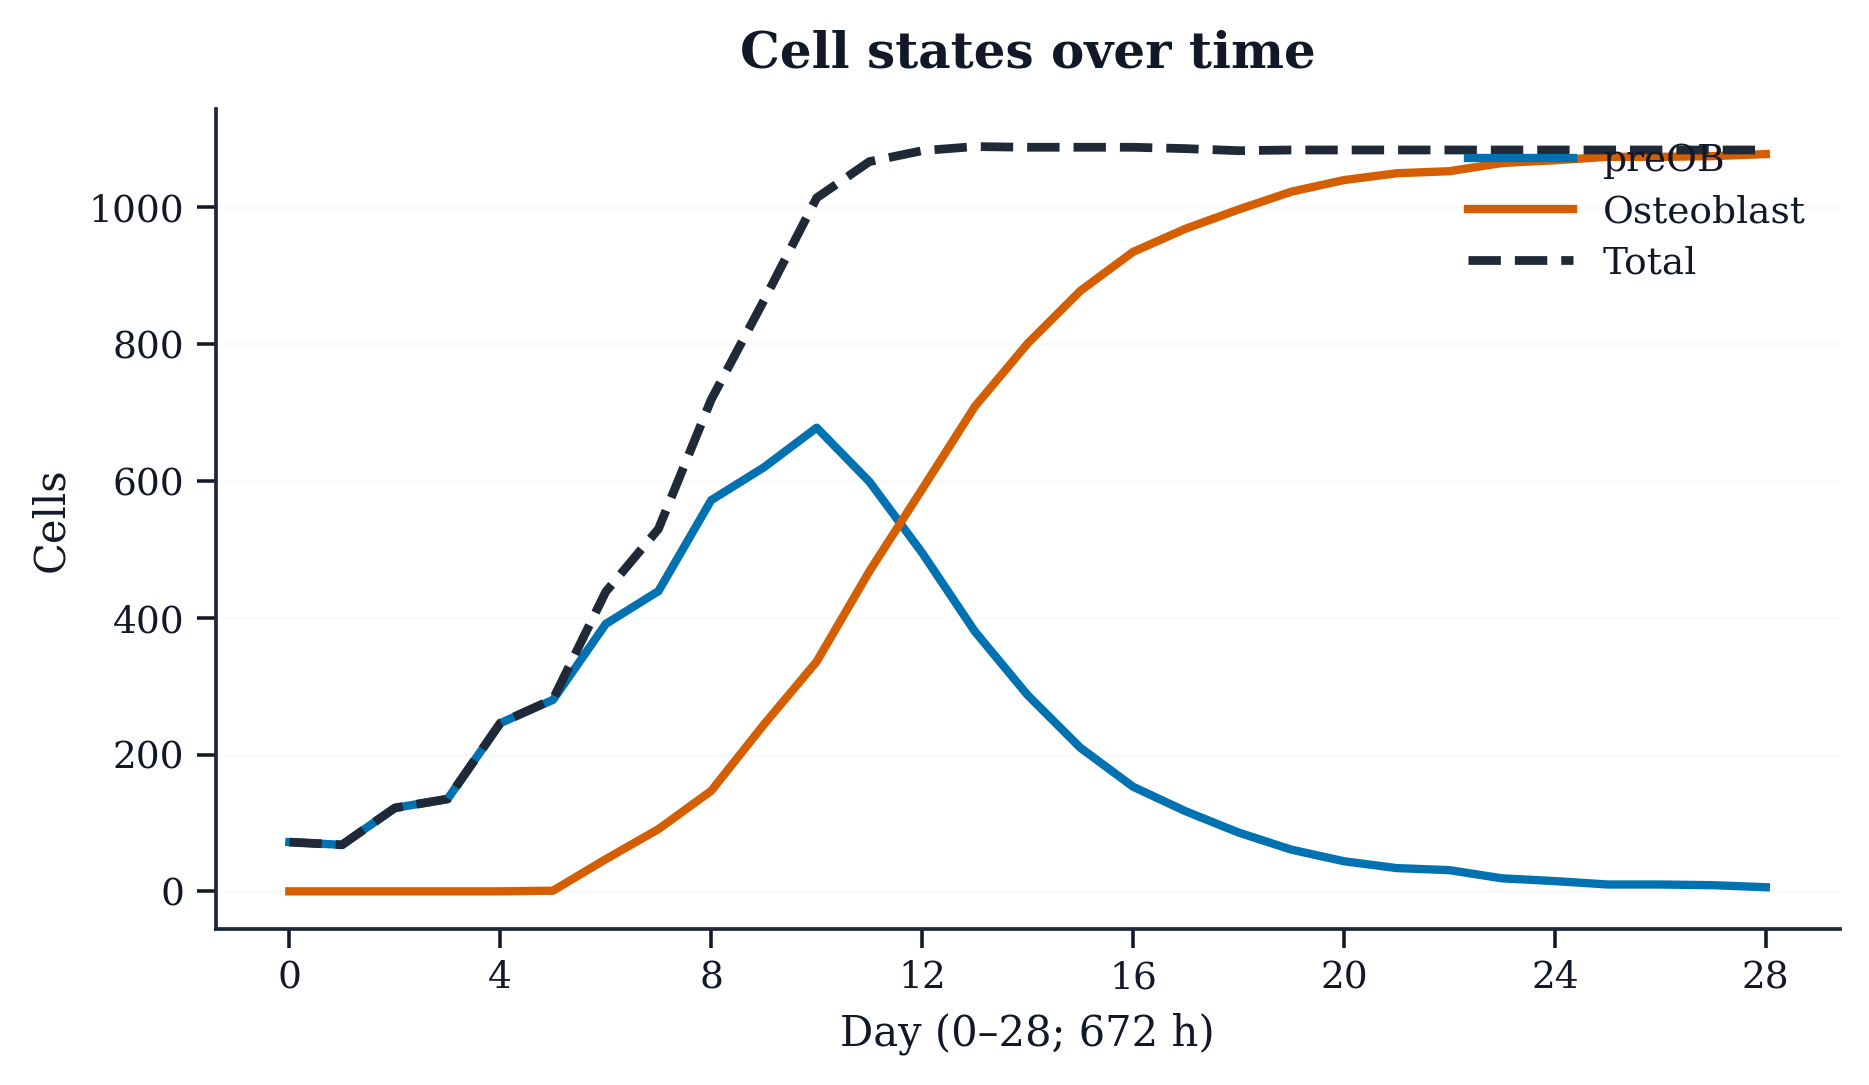 Cell states over time
Cells
1000
800
600
400
200
0
preOB
Osteoblast
Total
0 4 8 12 16 20 24 28
Day (0–28; 672 h)